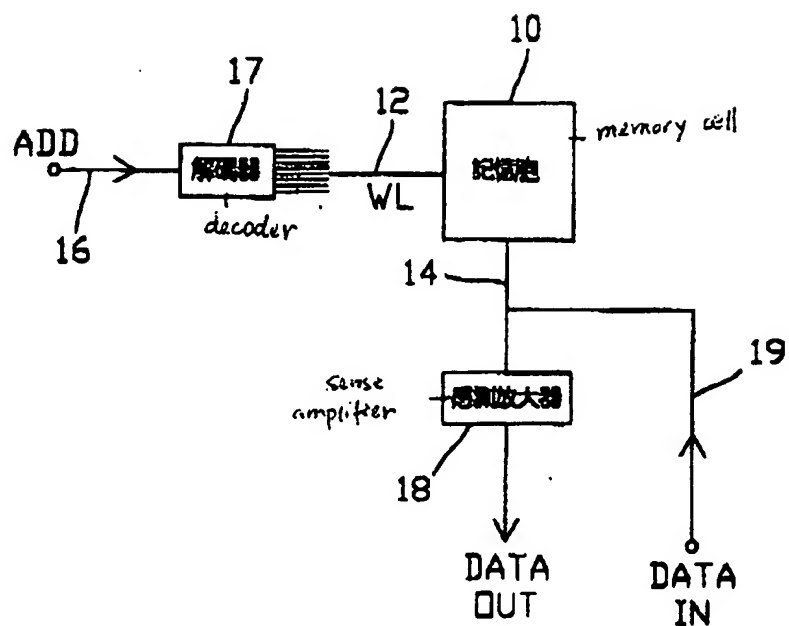 10
17
12
memory cell
ADD
解碼器
記憶胞
WL
decoder
16
14
19
sense
amplifier
感測放大器
18
DATA
OUT
DATA
IN